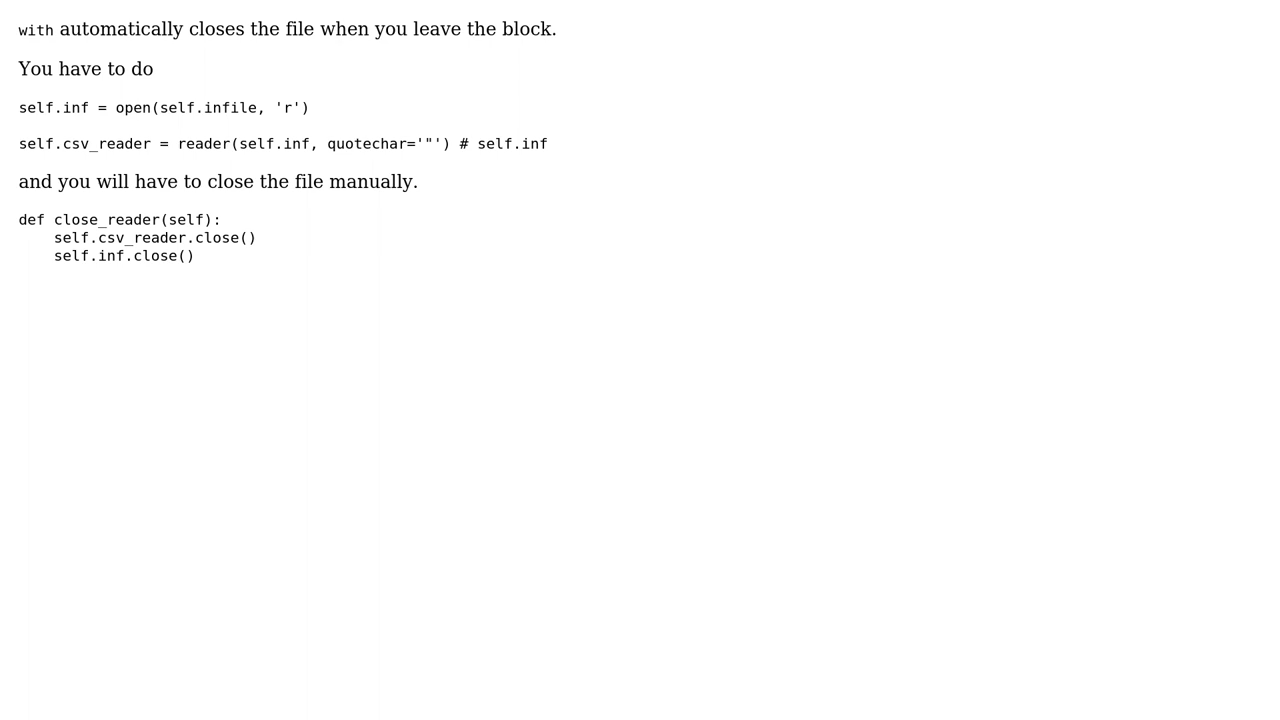 with automatically closes the file when you leave the block.
You have to do
self.inf = open(self.infile, 'r')
self.csv_reader = reader(self.inf, quotechar='"') # self.inf
and you will have to close the file manually.
def close_reader(self):
    self.csv_reader.close()
    self.inf.close()